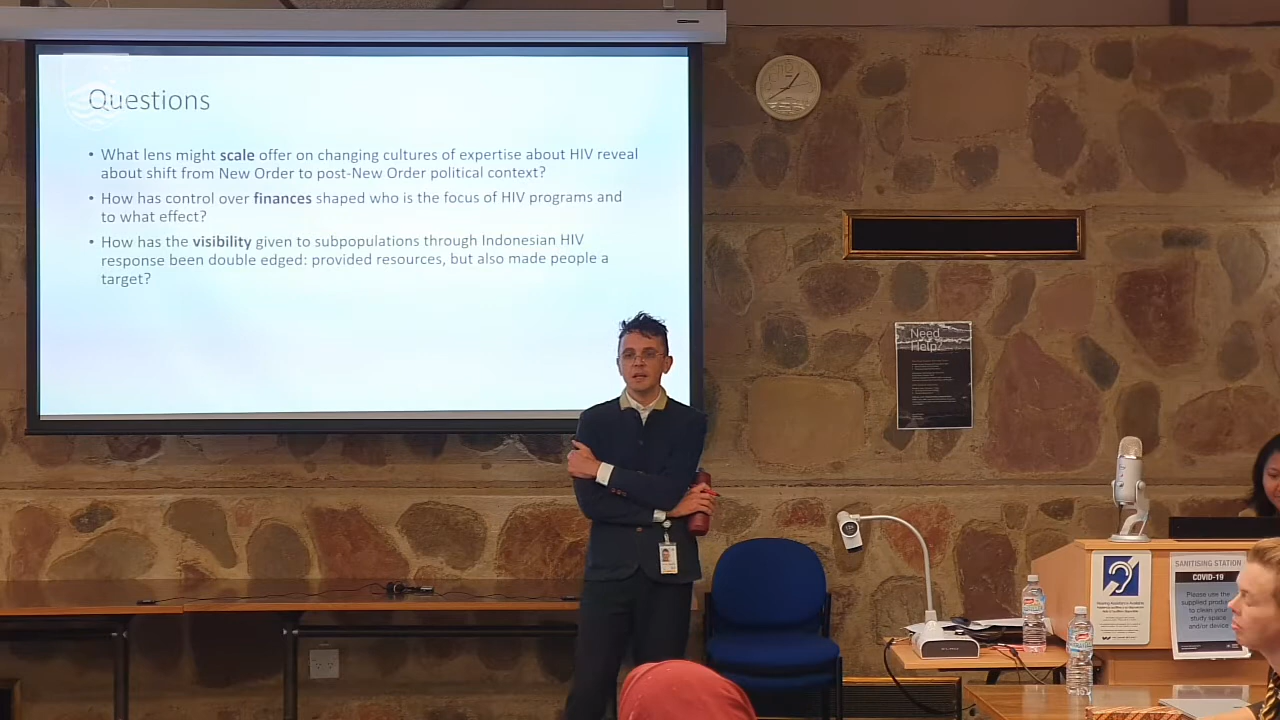 Questions
• What lens might scale offer on changing cultures of expertise about HIV reveal
about shift from New Order to post-New Order political context?
• How has control over finances shaped who is the focus of HIV programs and
to what effect?
• How has the visibility given to subpopulations through Indonesian HIV
response been double edged: provided resources, but also made people a
target?
Need
Help?
SANITISING STATION
COVID-19
Please use the
supplied product
to clean your
study space
and/or device